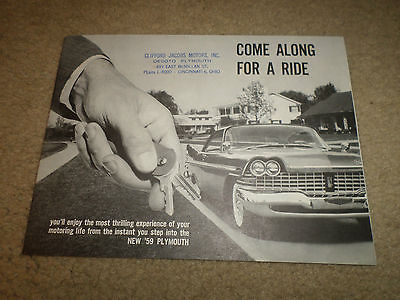 CLIFFORD JACOBS MOTORS, INC.
DESOTO PLYMOUTH
CINCINNATI 6, OHIO
COME ALONG
FOR A RIDE
you'll enjoy the most thrilling experience of your
motoring life from the instant you step into the
NEW '59 PLYMOUTH